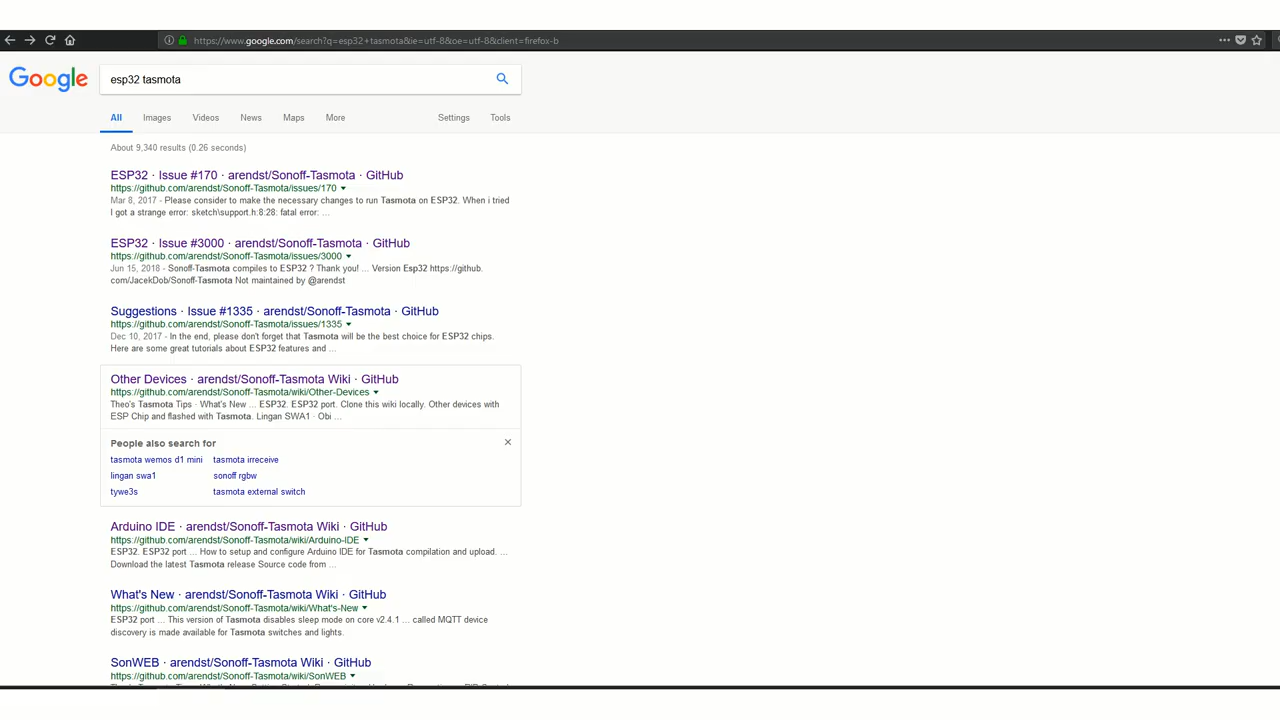 https://www.google.com/search?q=esp32+tasmota&ie=utf-8&oe=utf-8&client=firefox-b
Google
esp32 tasmota
All Images Videos News Maps More Settings Tools
About 9,340 results (0.26 seconds)
ESP32 · Issue #170 · arendst/Sonoff-Tasmota · GitHub
https://github.com/arendst/Sonoff-Tasmota/issues/170
Mar 8, 2017 - Please consider to make the necessary changes to run Tasmota on ESP32. When i tried
I got a strange error: sketch\support.h:8:28: fatal error: ...
ESP32 · Issue #3000 · arendst/Sonoff-Tasmota · GitHub
https://github.com/arendst/Sonoff-Tasmota/issues/3000
Jun 15, 2018 - Sonoff-Tasmota compiles to ESP32 ? Thank you! ... Version Esp32 https://github.
com/JacekDob/Sonoff-Tasmota Not maintained by @arendst
Suggestions · Issue #1335 · arendst/Sonoff-Tasmota · GitHub
https://github.com/arendst/Sonoff-Tasmota/issues/1335
Dec 10, 2017 - In the end, please don't forget that Tasmota will be the best choice for ESP32 chips.
Here are some great tutorials about ESP32 features and ...
Other Devices · arendst/Sonoff-Tasmota Wiki · GitHub
https://github.com/arendst/Sonoff-Tasmota/wiki/Other-Devices
Theo's Tasmota Tips · What's New ... ESP32. ESP32 port. Clone this wiki locally. Other devices with
ESP Chip and flashed with Tasmota. Lingan SWA1 · Obi ...
People also search for
tasmota wemos d1 mini tasmota irreceive
lingan swa1 sonoff rgbw
tywe3s tasmota external switch
Arduino IDE · arendst/Sonoff-Tasmota Wiki · GitHub
https://github.com/arendst/Sonoff-Tasmota/wiki/Arduino-IDE
ESP32. ESP32 port ... How to setup and configure Arduino IDE for Tasmota compilation and upload. ...
Download the latest Tasmota release Source code from ...
What's New · arendst/Sonoff-Tasmota Wiki · GitHub
https://github.com/arendst/Sonoff-Tasmota/wiki/What's-New
ESP32 port ... This version of Tasmota disables sleep mode on core v2.4.1 ... called MQTT device
discovery is made available for Tasmota switches and lights.
SonWEB · arendst/Sonoff-Tasmota Wiki · GitHub
https://github.com/arendst/Sonoff-Tasmota/wiki/SonWEB